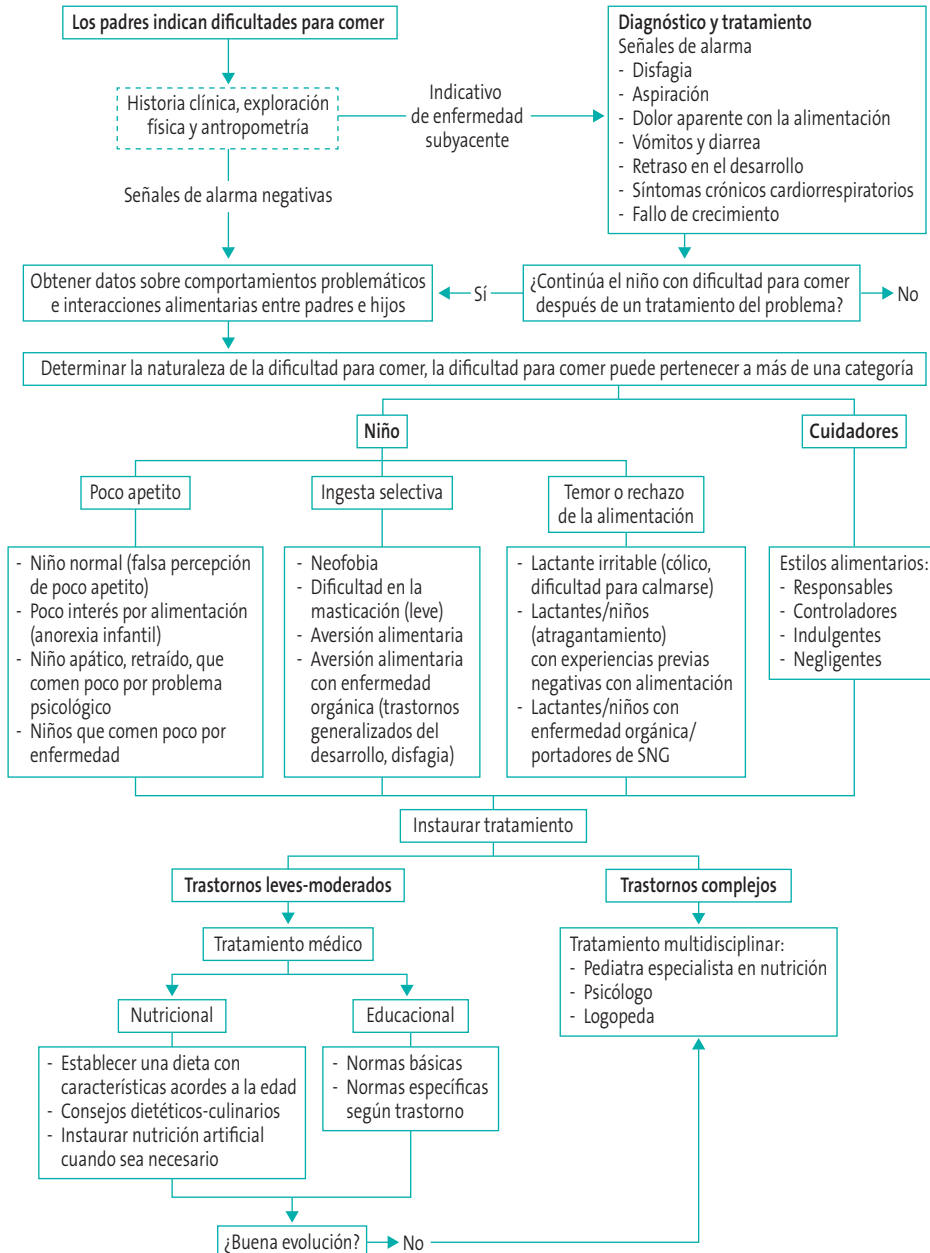 Los padres indican dificultades para comer
Historia clínica, exploración
física y antropometría
Indicativo
de enfermedad
subyacente
Diagnóstico y tratamiento
Señales de alarma
- Disfagia
- Aspiración
- Dolor aparente con la alimentación
- Vómitos y diarrea
- Retraso en el desarrollo
- Síntomas crónicos cardiorrespiratorios
- Fallo de crecimiento
Señales de alarma negativas
Obtener datos sobre comportamientos problemáticos
e interacciones alimentarias entre padres e hijos
Sí
¿Continúa el niño con dificultad para comer
después de un tratamiento del problema?
No
Determinar la naturaleza de la dificultad para comer, la dificultad para comer puede pertenecer a más de una categoría
Niño
Cuidadores
Poco apetito
Ingesta selectiva
Temor o rechazo
de la alimentación
- Niño normal (falsa percepción
de poco apetito)
- Poco interés por alimentación
(anorexia infantil)
- Niño apático, retraído, que
comen poco por problema
psicológico
- Niños que comen poco por
enfermedad
- Neofobia
- Dificultad en la
masticación (leve)
- Aversión alimentaria
- Aversión alimentaria
con enfermedad
orgánica (trastornos
generalizados del
desarrollo, disfagia)
- Lactante irritable (cólico,
dificultad para calmarse)
- Lactantes/niños
(atragantamiento)
con experiencias previas
negativas con alimentación
- Lactantes/niños con
enfermedad orgánica/
portadores de SNG
Estilos alimentarios:
- Responsables
- Controladores
- Indulgentes
- Negligentes
Instaurar tratamiento
Trastornos leves-moderados
Trastornos complejos
Tratamiento médico
Tratamiento multidisciplinar:
- Pediatra especialista en nutrición
- Psicólogo
- Logopeda
Nutricional
Educacional
- Establecer una dieta con
características acordes a la edad
- Consejos dietéticos-culinarios
- Instaurar nutrición artificial
cuando sea necesario
- Normas básicas
- Normas específicas
según trastorno
¿Buena evolución?
No